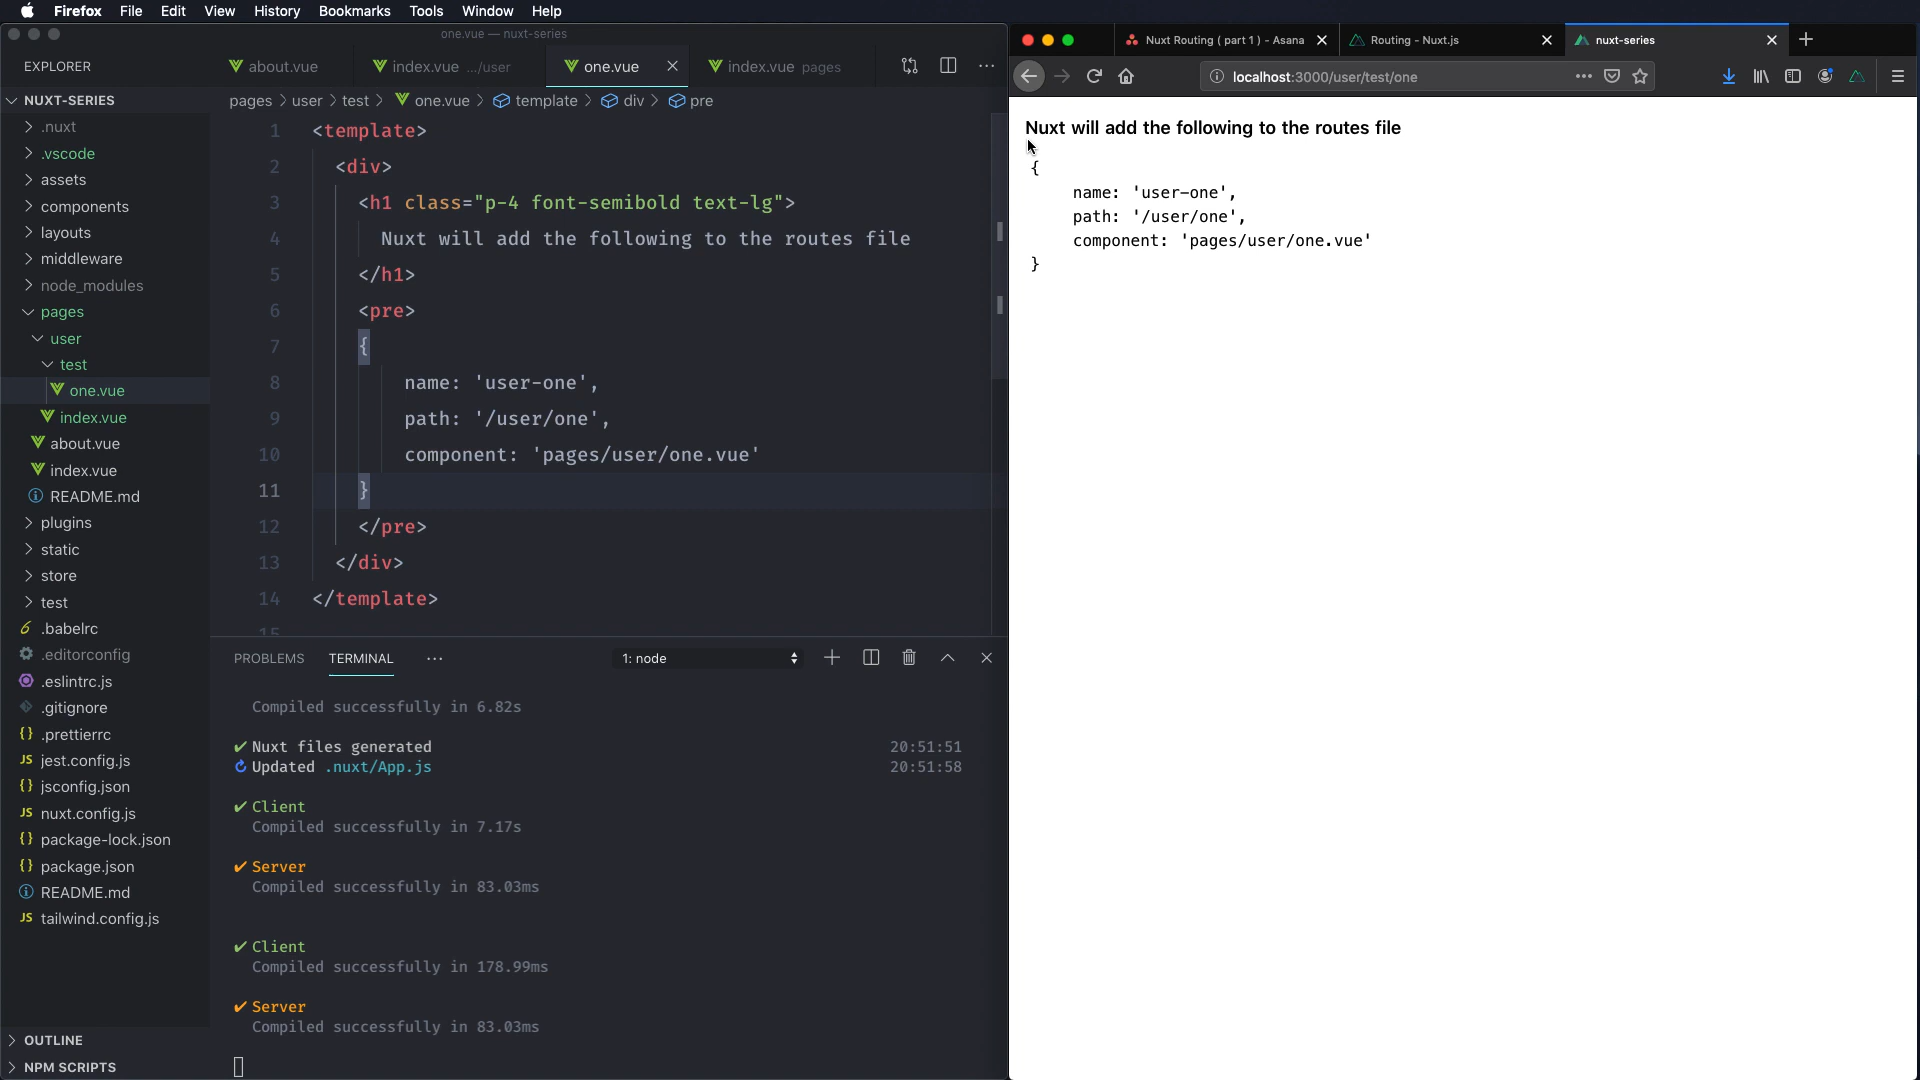 Firefox File Edit View History Bookmarks Tools Window Help
one.vue — nuxt-series
EXPLORER
NUXT-SERIES
.nuxt
.vscode
assets
components
layouts
middleware
node_modules
pages
user
test
one.vue
index.vue
about.vue
index.vue
README.md
plugins
static
store
test
.babelrc
.editorconfig
.eslintrc.js
.gitignore
.prettierrc
jest.config.js
jsconfig.json
nuxt.config.js
package-lock.json
package.json
README.md
tailwind.config.js
OUTLINE
NPM SCRIPTS
about.vue index.vue .../user one.vue index.vue pages
pages > user > test > one.vue > template > div > pre
1 <template>
2 <div>
3 <h1 class="p-4 font-semibold text-lg">
4 Nuxt will add the following to the routes file
5 </h1>
6 <pre>
7 {
8 name: 'user-one',
9 path: '/user/one',
10 component: 'pages/user/one.vue'
11 }
12 </pre>
13 </div>
14 </template>
15
PROBLEMS TERMINAL ··· 1: node
Compiled successfully in 6.82s
✔ Nuxt files generated 20:51:51
↻ Updated .nuxt/App.js 20:51:58
✔ Client
Compiled successfully in 7.17s
✔ Server
Compiled successfully in 83.03ms
✔ Client
Compiled successfully in 178.99ms
✔ Server
Compiled successfully in 83.03ms
Nuxt Routing ( part 1 ) - Asana Routing - Nuxt.js nuxt-series
localhost:3000/user/test/one
Nuxt will add the following to the routes file
{
name: 'user-one',
path: '/user/one',
component: 'pages/user/one.vue'
}